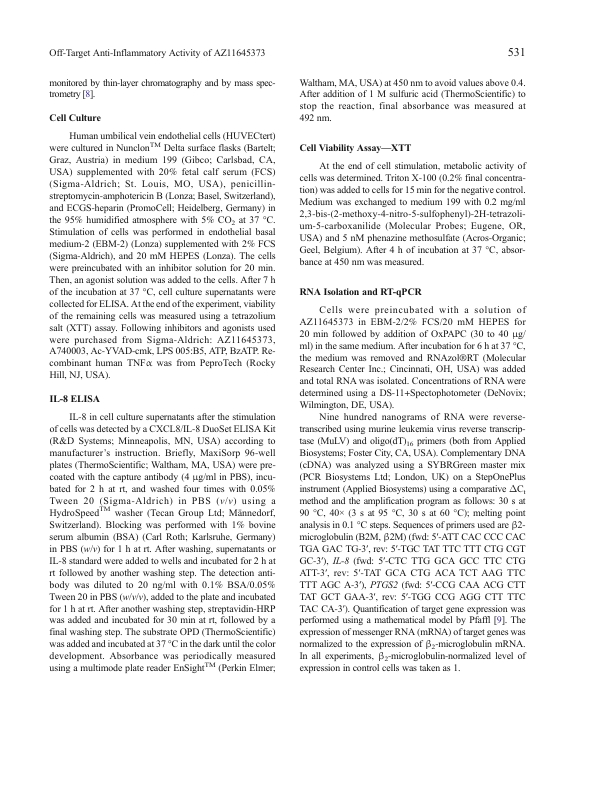 Off-Target Anti-Inflammatory Activity of AZ11645373
531
monitored by thin-layer chromatography and by mass spec-
trometry [8].
Cell Culture
Human umbilical vein endothelial cells (HUVECtert)
were cultured in Nunclon™ Delta surface flasks (Bartelt;
Graz, Austria) in medium 199 (Gibco; Carlsbad, CA,
USA) supplemented with 20% fetal calf serum (FCS)
(Sigma-Aldrich; St. Louis, MO, USA), penicillin-
streptomycin-amphotericin B (Lonza; Basel, Switzerland),
and ECGS-heparin (PromoCell; Heidelberg, Germany) in
the 95% humidified atmosphere with 5% CO₂ at 37 °C.
Stimulation of cells was performed in endothelial basal
medium-2 (EBM-2) (Lonza) supplemented with 2% FCS
(Sigma-Aldrich), and 20 mM HEPES (Lonza). The cells
were preincubated with an inhibitor solution for 20 min.
Then, an agonist solution was added to the cells. After 7 h
of the incubation at 37 °C, cell culture supernatants were
collected for ELISA. At the end of the experiment, viability
of the remaining cells was measured using a tetrazolium
salt (XTT) assay. Following inhibitors and agonists used
were purchased from Sigma-Aldrich: AZ11645373,
A740003, Ac-YVAD-cmk, LPS 005:B5, ATP, BzATP. Re-
combinant human TNFα was from PeproTech (Rocky
Hill, NJ, USA).
IL-8 ELISA
IL-8 in cell culture supernatants after the stimulation
of cells was detected by a CXCL8/IL-8 DuoSet ELISA Kit
(R&D Systems; Minneapolis, MN, USA) according to
manufacturer's instruction. Briefly, MaxiSorp 96-well
plates (ThermoScientific; Waltham, MA, USA) were pre-
coated with the capture antibody (4 μg/ml in PBS), incu-
bated for 2 h at rt, and washed four times with 0.05%
Tween 20 (Sigma-Aldrich) in PBS (v/v) using a
HydroSpeed™ washer (Tecan Group Ltd; Männedorf,
Switzerland). Blocking was performed with 1% bovine
serum albumin (BSA) (Carl Roth; Karlsruhe, Germany)
in PBS (w/v) for 1 h at rt. After washing, supernatants or
IL-8 standard were added to wells and incubated for 2 h at
rt followed by another washing step. The detection anti-
body was diluted to 20 ng/ml with 0.1% BSA/0.05%
Tween 20 in PBS (w/v/v), added to the plate and incubated
for 1 h at rt. After another washing step, streptavidin-HRP
was added and incubated for 30 min at rt, followed by a
final washing step. The substrate OPD (ThermoScientific)
was added and incubated at 37 °C in the dark until the color
development. Absorbance was periodically measured
using a multimode plate reader EnSight™ (Perkin Elmer;
Waltham, MA, USA) at 450 nm to avoid values above 0.4.
After addition of 1 M sulfuric acid (ThermoScientific) to
stop the reaction, final absorbance was measured at
492 nm.
Cell Viability Assay—XTT
At the end of cell stimulation, metabolic activity of
cells was determined. Triton X-100 (0.2% final concentra-
tion) was added to cells for 15 min for the negative control.
Medium was exchanged to medium 199 with 0.2 mg/ml
2,3-bis-(2-methoxy-4-nitro-5-sulfophenyl)-2H-tetrazoli-
um-5-carboxanilide (Molecular Probes; Eugene, OR,
USA) and 5 nM phenazine methosulfate (Acros-Organic;
Geel, Belgium). After 4 h of incubation at 37 °C, absor-
bance at 450 nm was measured.
RNA Isolation and RT-qPCR
Cells were preincubated with a solution of
AZ11645373 in EBM-2/2% FCS/20 mM HEPES for
20 min followed by addition of OxPAPC (30 to 40 μg/
ml) in the same medium. After incubation for 6 h at 37 °C,
the medium was removed and RNAzol®RT (Molecular
Research Center Inc.; Cincinnati, OH, USA) was added
and total RNA was isolated. Concentrations of RNA were
determined using a DS-11+Spectophotometer (DeNovix;
Wilmington, DE, USA).
Nine hundred nanograms of RNA were reverse-
transcribed using murine leukemia virus reverse transcrip-
tase (MuLV) and oligo(dT)₁₆ primers (both from Applied
Biosystems; Foster City, CA, USA). Complementary DNA
(cDNA) was analyzed using a SYBRGreen master mix
(PCR Biosystems Ltd; London, UK) on a StepOnePlus
instrument (Applied Biosystems) using a comparative ΔCₜ
method and the amplification program as follows: 30 s at
90 °C, 40× (3 s at 95 °C, 30 s at 60 °C); melting point
analysis in 0.1 °C steps. Sequences of primers used are β2-
microglobulin (B2M, β2M) (fwd: 5′-ATT CAC CCC CAC
TGA GAC TG-3′, rev: 5′-TGC TAT TTC TTT CTG CGT
GC-3′), IL-8 (fwd: 5′-CTC TTG GCA GCC TTC CTG
ATT-3′, rev: 5′-TAT GCA CTG ACA TCT AAG TTC
TTT AGC A-3′), PTGS2 (fwd: 5′-CCG CAA ACG CTT
TAT GCT GAA-3′, rev: 5′-TGG CCG AGG CTT TTC
TAC CA-3′). Quantification of target gene expression was
performed using a mathematical model by Pfaffl [9]. The
expression of messenger RNA (mRNA) of target genes was
normalized to the expression of β₂-microglobulin mRNA.
In all experiments, β₂-microglobulin-normalized level of
expression in control cells was taken as 1.